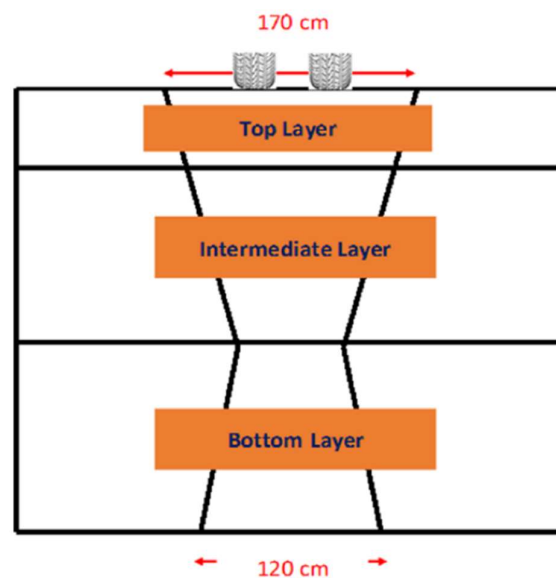 170 cm
Top Layer
Intermediate Layer
Bottom Layer
120 cm